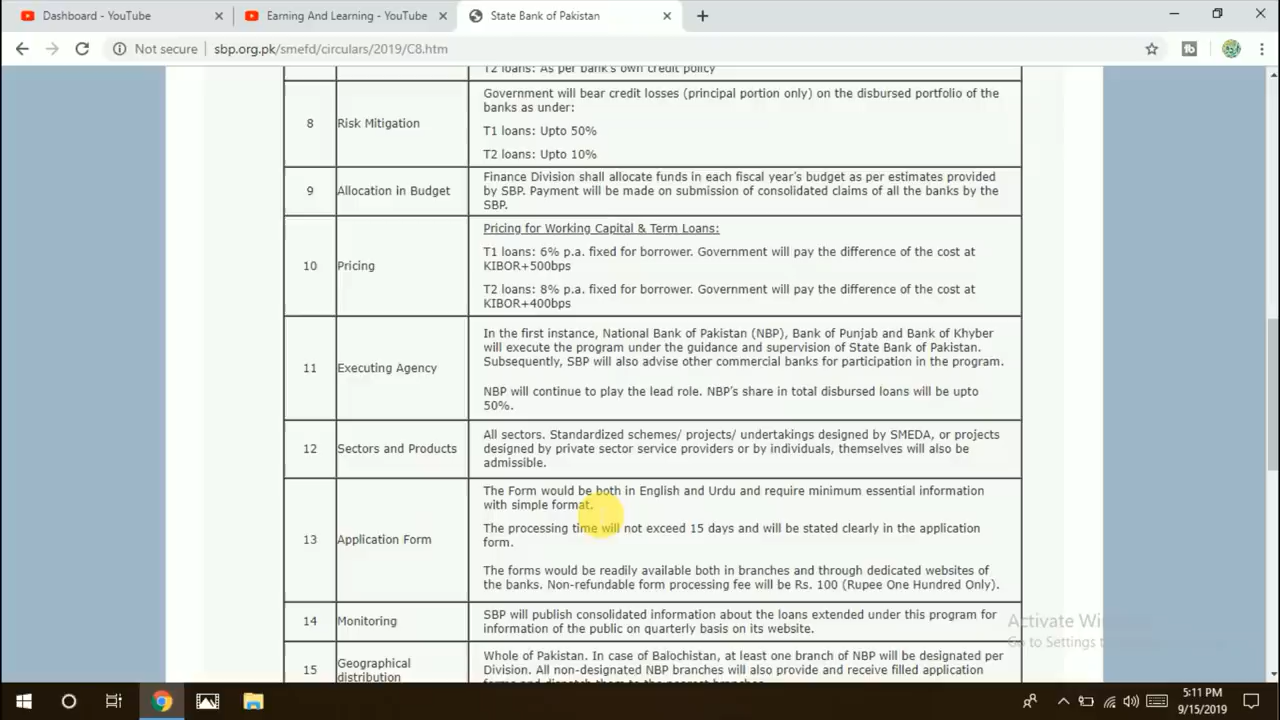 Dashboard - YouTube
Earning And Learning - YouTube
State Bank of Pakistan
Not secure | sbp.org.pk/smefd/circulars/2019/C8.htm
T2 loans: As per bank's own credit policy
8 Risk Mitigation
Government will bear credit losses (principal portion only) on the disbursed portfolio of the
banks as under:
T1 loans: Upto 50%
T2 loans: Upto 10%
9 Allocation in Budget
Finance Division shall allocate funds in each fiscal year's budget as per estimates provided
by SBP. Payment will be made on submission of consolidated claims of all the banks by the
SBP.
10 Pricing
Pricing for Working Capital & Term Loans:
T1 loans: 6% p.a. fixed for borrower. Government will pay the difference of the cost at
KIBOR+500bps
T2 loans: 8% p.a. fixed for borrower. Government will pay the difference of the cost at
KIBOR+400bps
11 Executing Agency
In the first instance, National Bank of Pakistan (NBP), Bank of Punjab and Bank of Khyber
will execute the program under the guidance and supervision of State Bank of Pakistan.
Subsequently, SBP will also advise other commercial banks for participation in the program.
NBP will continue to play the lead role. NBP's share in total disbursed loans will be upto
50%.
12 Sectors and Products
All sectors. Standardized schemes/ projects/ undertakings designed by SMEDA, or projects
designed by private sector service providers or by individuals, themselves will also be
admissible.
13 Application Form
The Form would be both in English and Urdu and require minimum essential information
with simple format.
The processing time will not exceed 15 days and will be stated clearly in the application
form.
The forms would be readily available both in branches and through dedicated websites of
the banks. Non-refundable form processing fee will be Rs. 100 (Rupee One Hundred Only).
14 Monitoring
SBP will publish consolidated information about the loans extended under this program for
information of the public on quarterly basis on its website.
15 Geographical
distribution
Whole of Pakistan. In case of Balochistan, at least one branch of NBP will be designated per
Division. All non-designated NBP branches will also provide and receive filled application
forms and dispatch them to the nearest branches.
Activate Wi
Go to Settings t
5:11 PM
9/15/2019